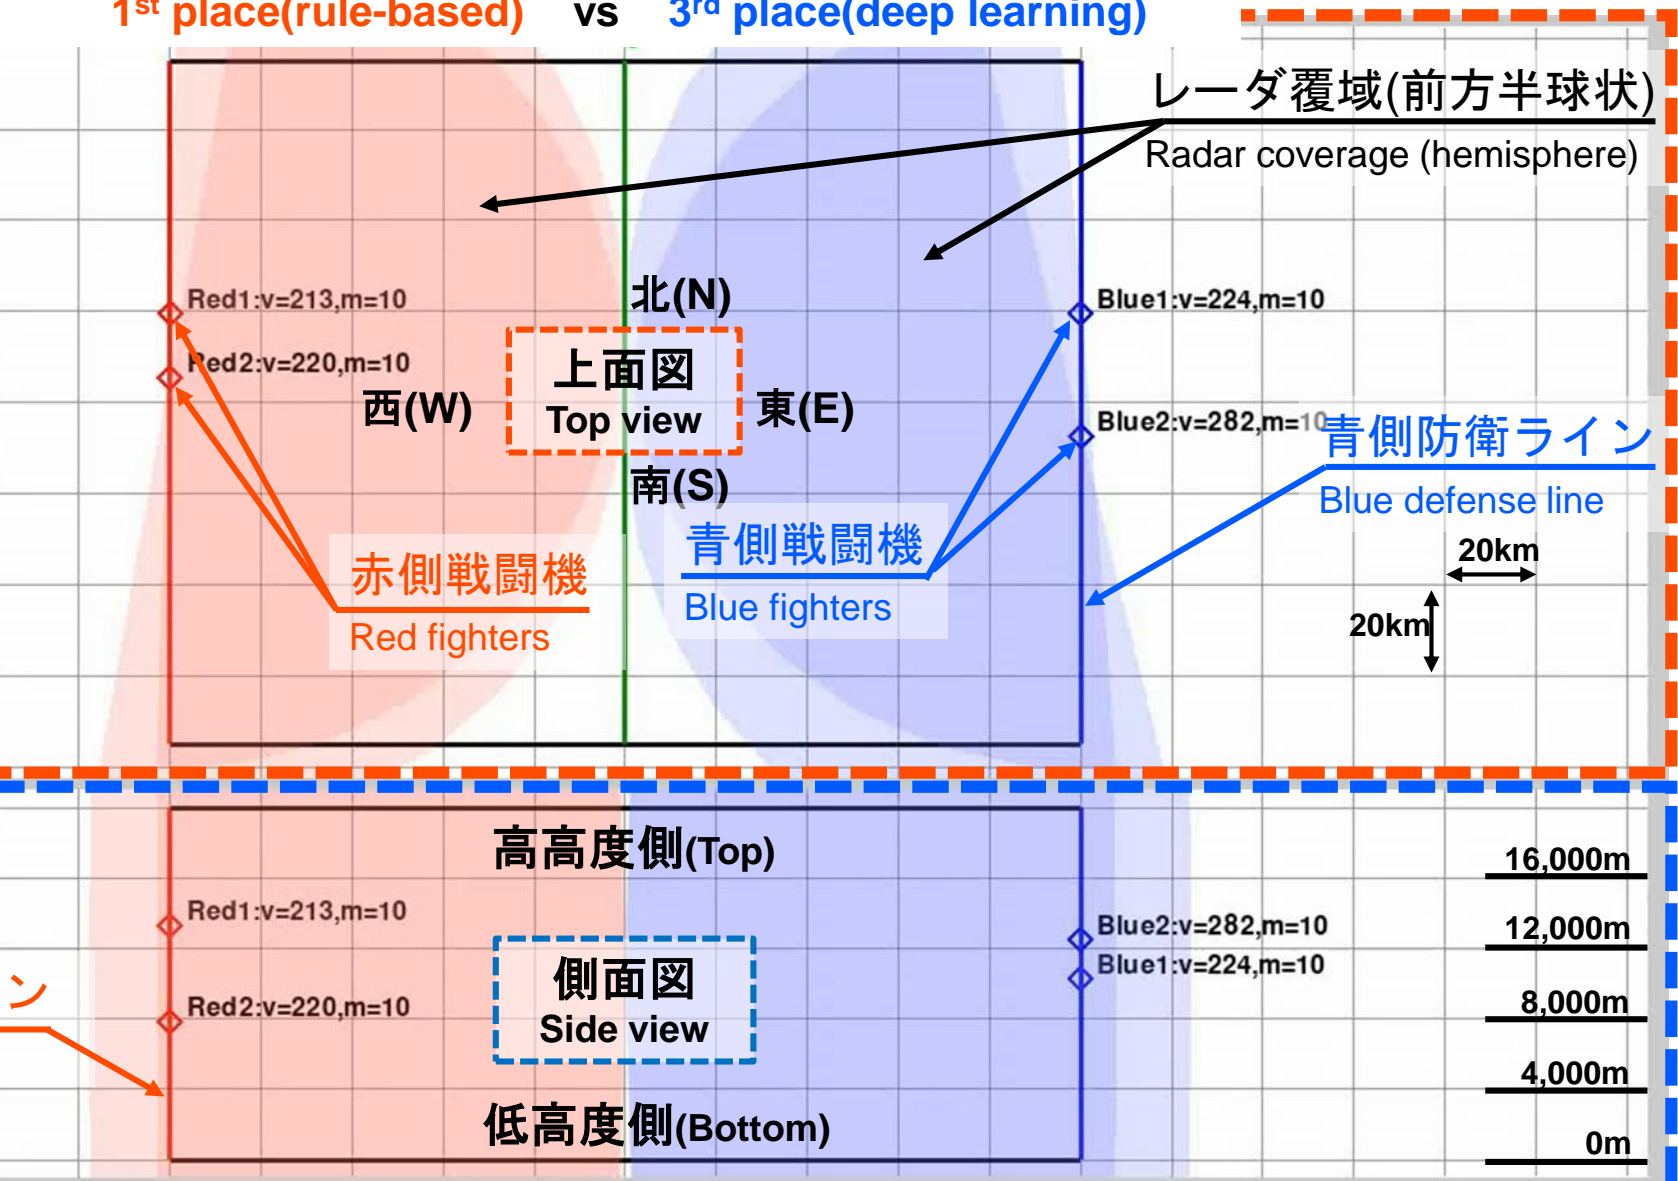 1st place(rule-based) vs 3rd place(deep learning)
レーダ覆域(前方半球状)
Radar coverage (hemisphere)
Red1:v=213,m=10
北(N)
Blue1:v=224,m=10
Red2:v=220,m=10
上面図
Top view
西(W)
東(E)
Blue2:v=282,m=10
青側防衛ライン
Blue defense line
南(S)
青側戦闘機
Blue fighters
赤側戦闘機
Red fighters
20km
20km
高高度側(Top)
16,000m
Red1:v=213,m=10
Blue2:v=282,m=10
12,000m
Blue1:v=224,m=10
側面図
Side view
ン
Red2:v=220,m=10
8,000m
4,000m
低高度側(Bottom)
0m